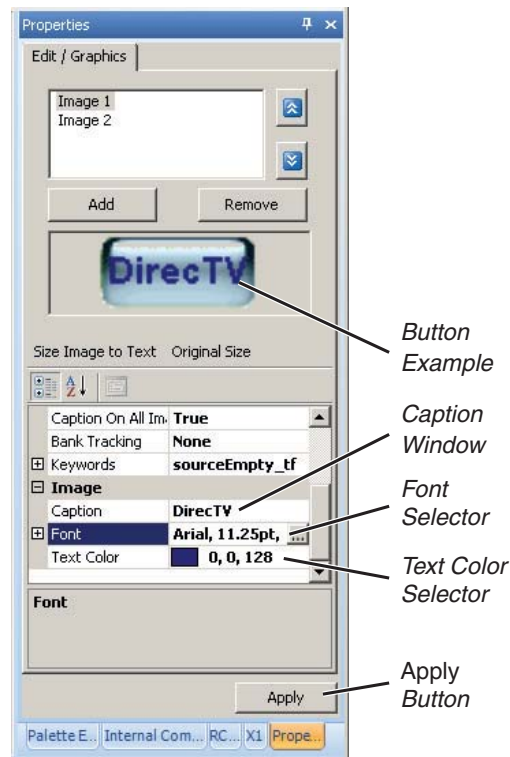 Properties
Edit / Graphics
Image 1
Image 2
Add Remove
DirecTV
Button
Example
Size Image to Text Original Size
Caption On All Im. True
Bank Tracking None
Keywords sourceEmpty_tf
Image
Caption DirecTV
Font Arial, 11.25pt, ...
Text Color 0, 0, 128
Font
Apply
Palette E... Internal Com... RC... X1 Prope...
Caption
Window
Font
Selector
Text Color
Selector
Apply
Button